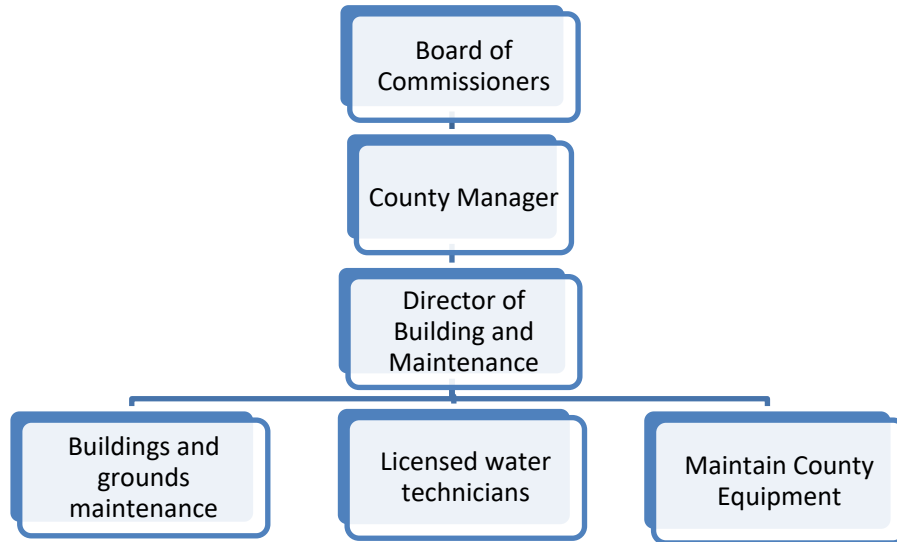 Board of
Commissioners
County Manager
Director of
Building and
Maintenance
Buildings and
grounds
maintenance
Licensed water
technicians
Maintain County
Equipment